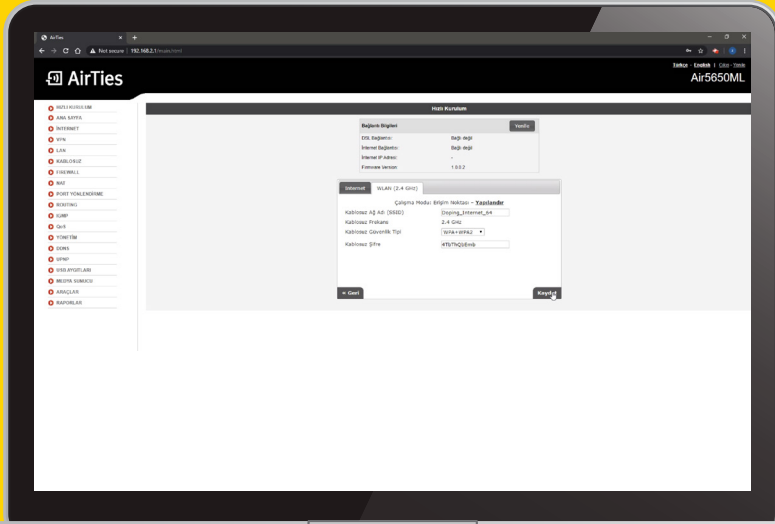 AirTies
Not secure | 192.168.2.1/main.html
Türkçe - English | Çıkış - Yardım
AirTies
Air5650ML
HIZLI KURULUM
ANA SAYFA
İNTERNET
VPN
LAN
KABLOSUZ
FIREWALL
NAT
PORT YÖNLENDİRME
ROUTING
IGMP
QoS
YÖNETİM
DDNS
UPNP
USB AYGITLARI
MEDYA SUNUCU
ARAÇLAR
RAPORLAR
Hızlı Kurulum
Bağlantı Bilgileri Yenile
DSL Bağlantısı: Bağlı değil
İnternet Bağlantısı: Bağlı değil
İnternet IP Adresi: -
Firmware Version: 1.0.0.2
Internet WLAN (2.4 GHz)
Çalışma Modu: Erişim Noktası - Yapılandır
Kablosuz Ağ Adı (SSID) Doping_Internet_64
Kablosuz Frekans 2.4 GHz
Kablosuz Güvenlik Tipi WPA+WPA2
Kablosuz Şifre
« Geri Kaydet